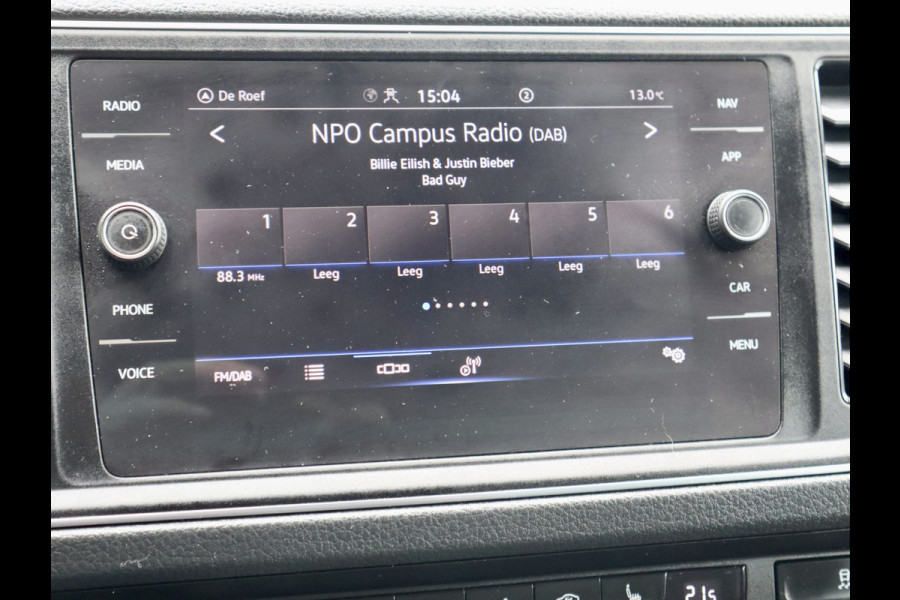 RADIO
MEDIA
PHONE
VOICE
De Roef 15:04 2 13.0°C
< NPO Campus Radio (DAB) >
Billie Eilish & Justin Bieber
Bad Guy
1 2 3 4 5 6
88.3 MHz Leeg Leeg Leeg Leeg Leeg
FM/DAB
NAV
APP
CAR
MENU